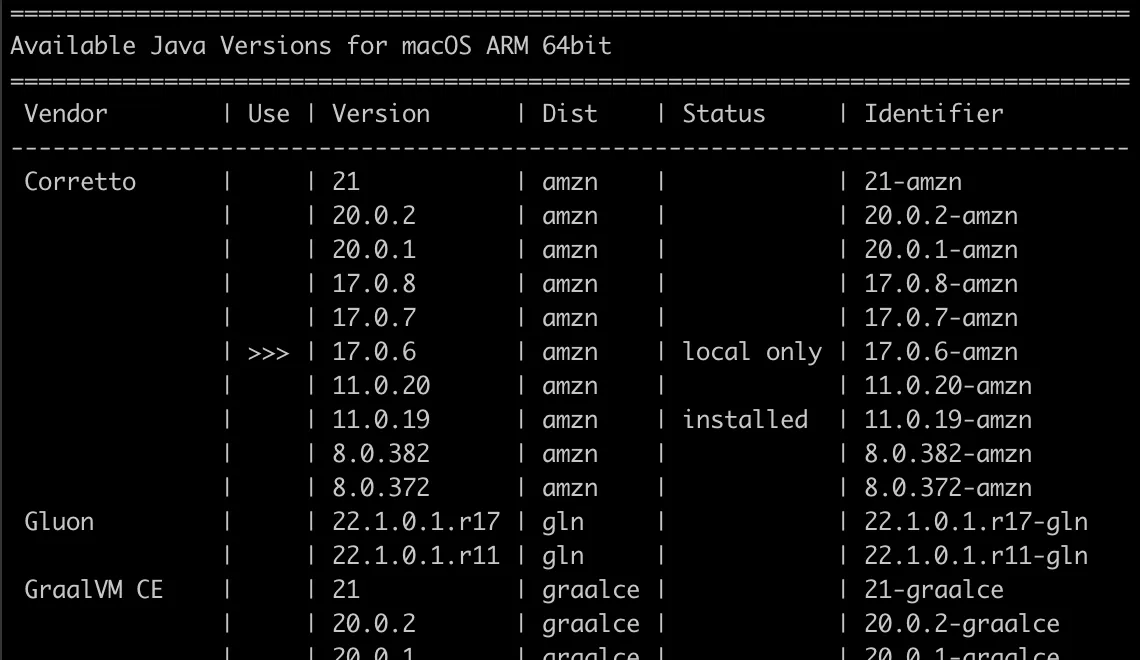 ================================================================================
Available Java Versions for macOS ARM 64bit
================================================================================
 Vendor        | Use | Version      | Dist    | Status     | Identifier
--------------------------------------------------------------------------------
 Corretto      |     | 21           | amzn    |            | 21-amzn
               |     | 20.0.2       | amzn    |            | 20.0.2-amzn
               |     | 20.0.1       | amzn    |            | 20.0.1-amzn
               |     | 17.0.8       | amzn    |            | 17.0.8-amzn
               |     | 17.0.7       | amzn    |            | 17.0.7-amzn
               | >>> | 17.0.6       | amzn    | local only | 17.0.6-amzn
               |     | 11.0.20      | amzn    |            | 11.0.20-amzn
               |     | 11.0.19      | amzn    | installed  | 11.0.19-amzn
               |     | 8.0.382      | amzn    |            | 8.0.382-amzn
               |     | 8.0.372      | amzn    |            | 8.0.372-amzn
 Gluon         |     | 22.1.0.1.r17 | gln     |            | 22.1.0.1.r17-gln
               |     | 22.1.0.1.r11 | gln     |            | 22.1.0.1.r11-gln
 GraalVM CE    |     | 21           | graalce |            | 21-graalce
               |     | 20.0.2       | graalce |            | 20.0.2-graalce
               |     | 20.0.1       | graalce |            | 20.0.1-graalce